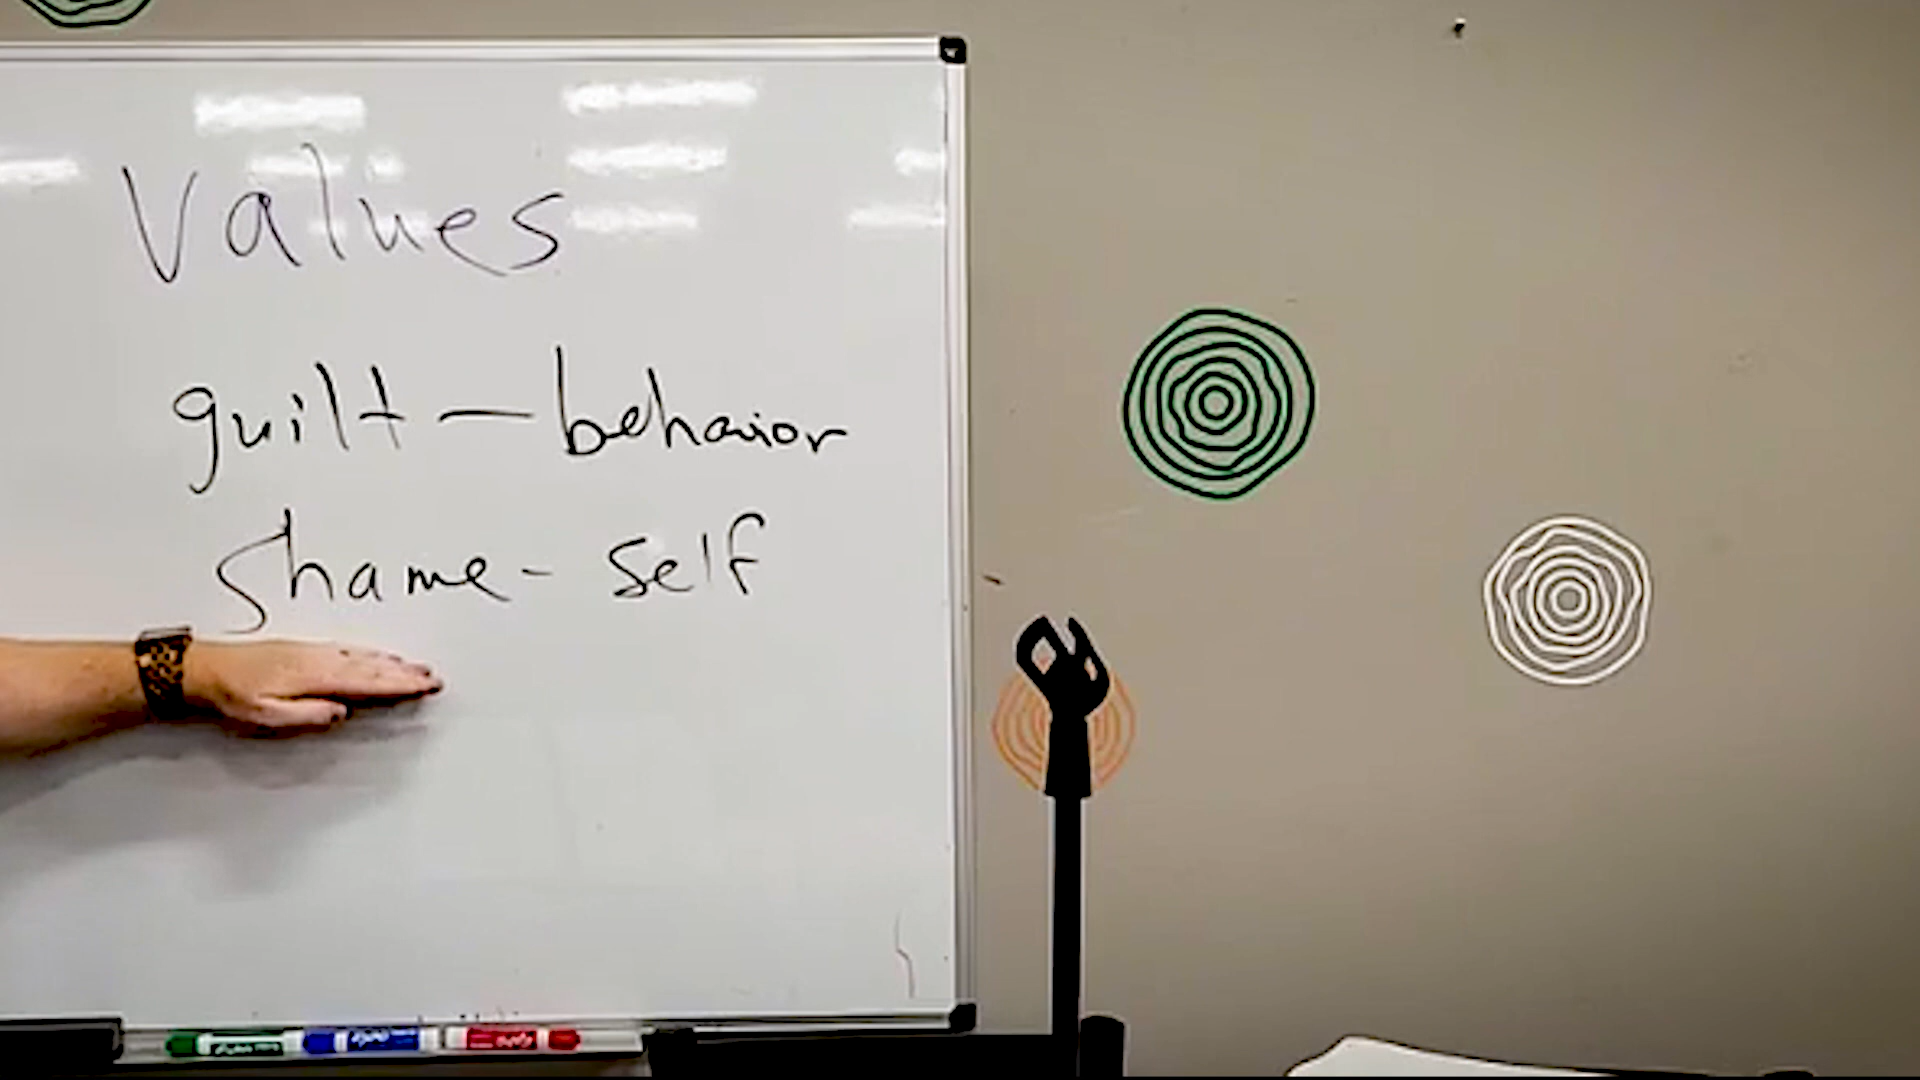 Values
guilt — behavior
Shame - Self